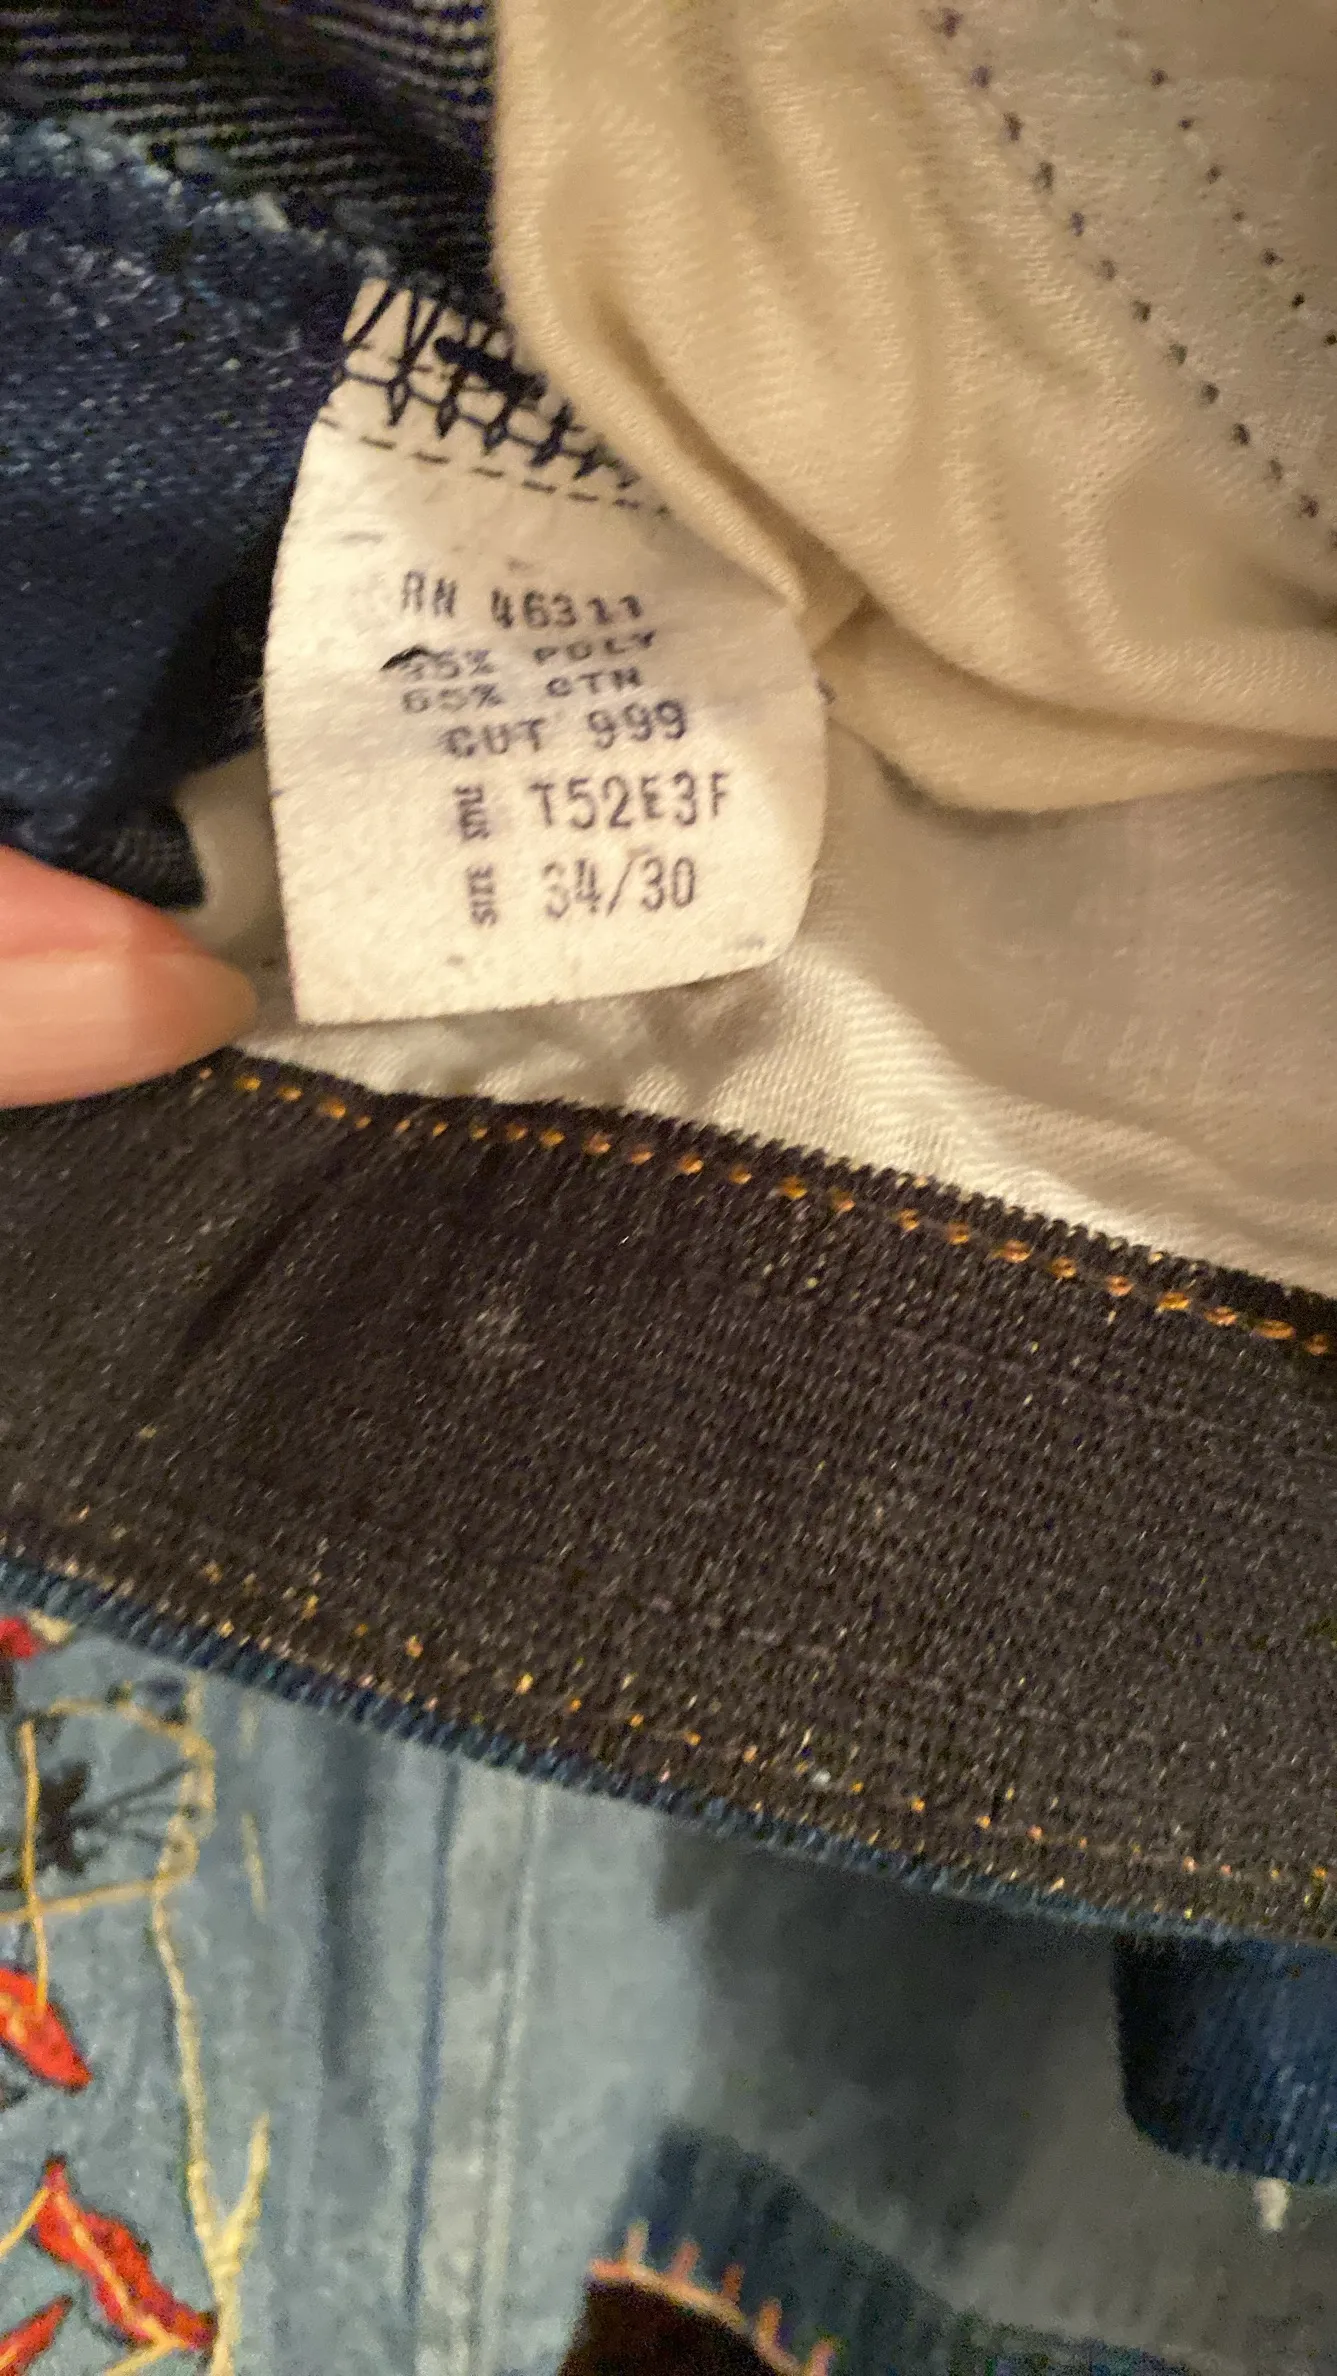 RN 46311
35% POLY
65% CTN
CUT 999
STYLE T52E3F
SIZE 34/30